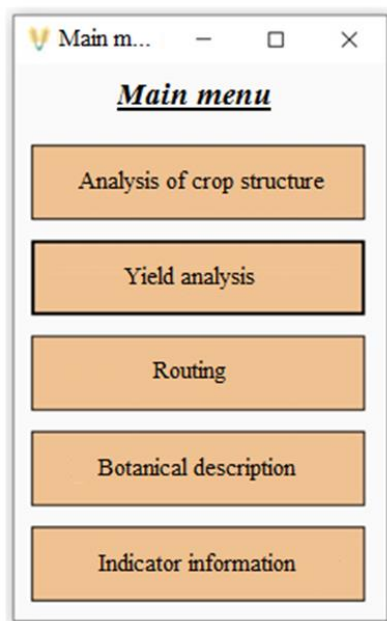 Main m...
Main menu
Analysis of crop structure
Yield analysis
Routing
Botanical description
Indicator information